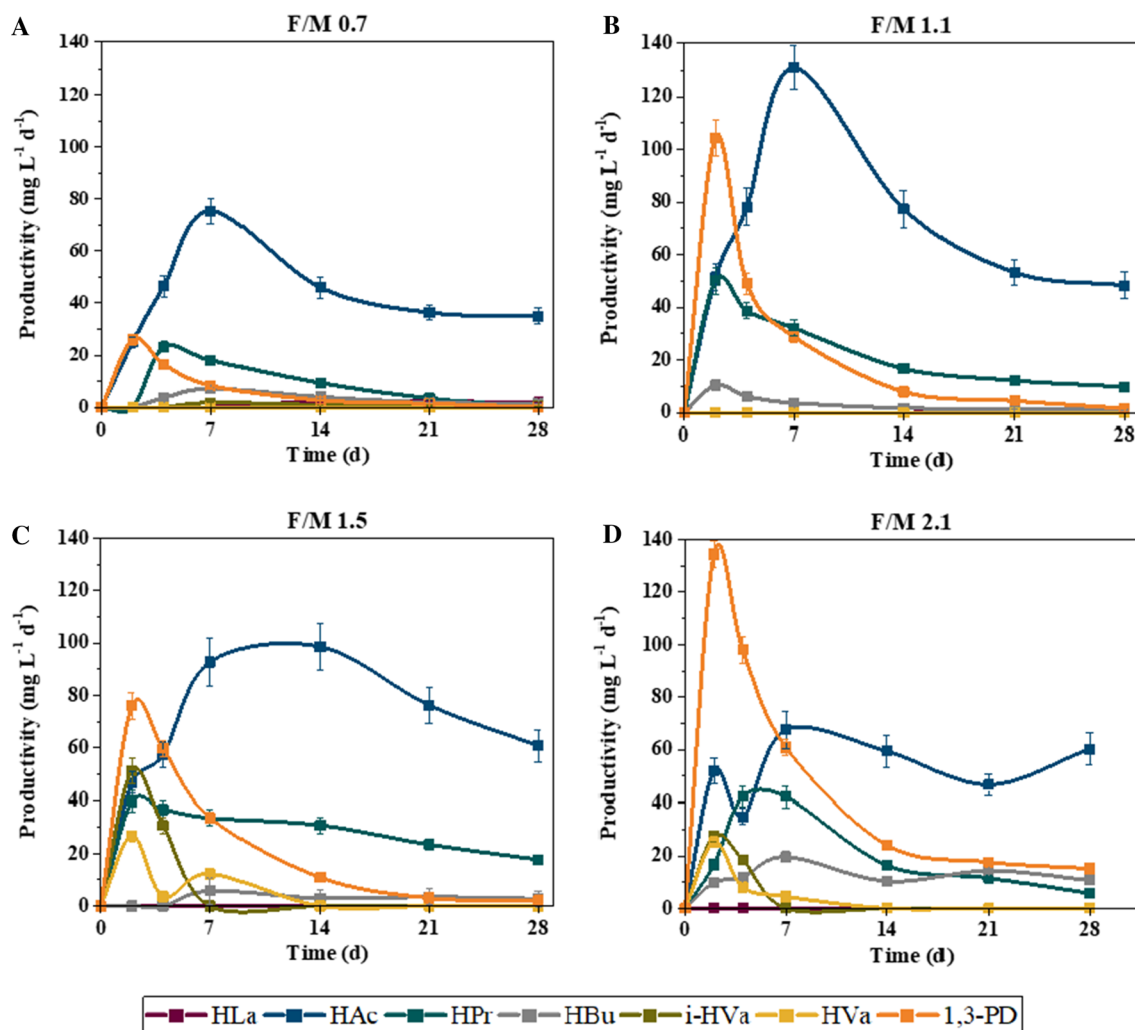 A
F/M 0.7
140
120
100
80
60
40
20
0
Productivity (mg L⁻¹ d⁻¹)
0 7 14 21 28
Time (d)
B
F/M 1.1
140
120
100
80
60
40
20
0
Productivity (mg L⁻¹ d⁻¹)
0 7 14 21 28
Time (d)
C
F/M 1.5
140
120
100
80
60
40
20
0
Productivity (mg L⁻¹ d⁻¹)
0 7 14 21 28
Time (d)
D
F/M 2.1
140
120
100
80
60
40
20
0
Productivity (mg L⁻¹ d⁻¹)
0 7 14 21 28
Time (d)
HLa HAc HPr HBu i-HVa HVa 1,3-PD